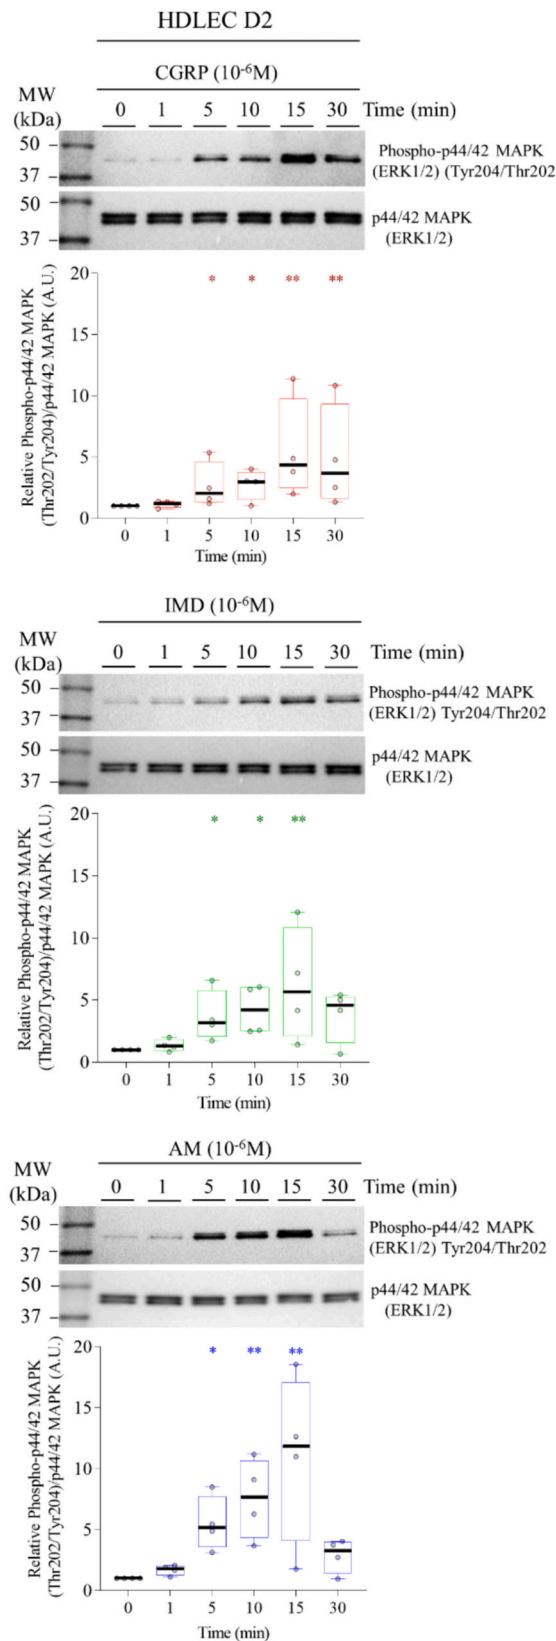 HDLEC D2
CGRP (10-6M)
MW
(kDa)
0 1 5 10 15 30 Time (min)
50
37
Phospho-p44/42 MAPK
(ERK1/2) (Tyr204/Thr202
50
37
p44/42 MAPK
(ERK1/2)
Relative Phospho-p44/42 MAPK
(Thr202/Tyr204)/p44/42 MAPK (A.U.)
20
15
10
5
0
* * ** **
0 1 5 10 15 30
Time (min)
IMD (10-6M)
MW
(kDa)
0 1 5 10 15 30 Time (min)
50
37
Phospho-p44/42 MAPK
(ERK1/2) Tyr204/Thr202
50
37
p44/42 MAPK
(ERK1/2)
Relative Phospho-p44/42 MAPK
(Thr202/Tyr204)/p44/42 MAPK (A.U.)
20
15
10
5
0
* * **
0 1 5 10 15 30
Time (min)
AM (10-6M)
MW
(kDa)
0 1 5 10 15 30 Time (min)
50
37
Phospho-p44/42 MAPK
(ERK1/2) Tyr204/Thr202
50
37
p44/42 MAPK
(ERK1/2)
Relative Phospho-p44/42 MAPK
(Thr202/Tyr204)/p44/42 MAPK (A.U.)
20
15
10
5
0
* ** **
0 1 5 10 15 30
Time (min)